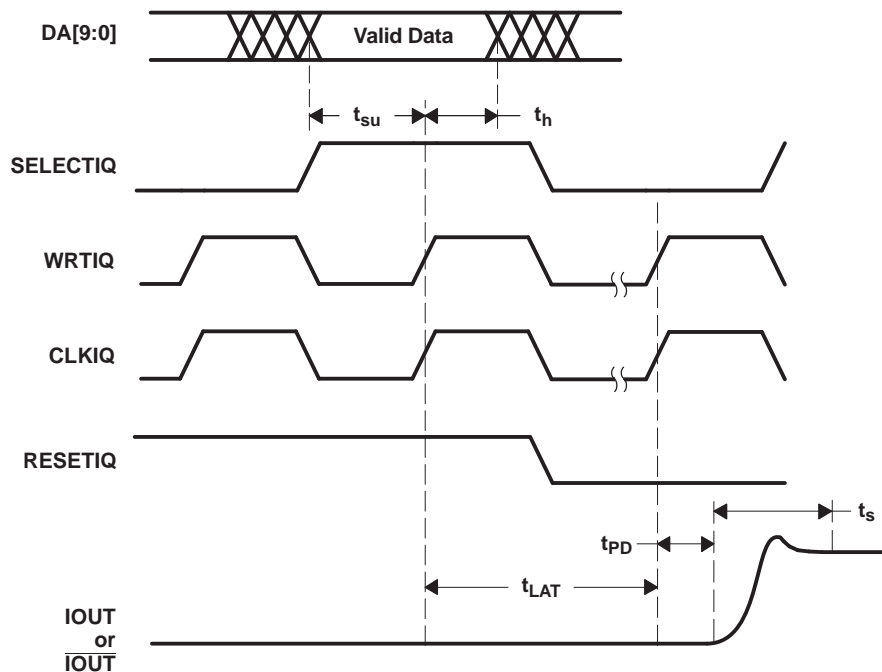 DA[9:0]
Valid Data
tsu
th
SELECTIQ
WRTIQ
CLKIQ
RESETIQ
ts
tPD
tLAT
IOUT
or
IOUT